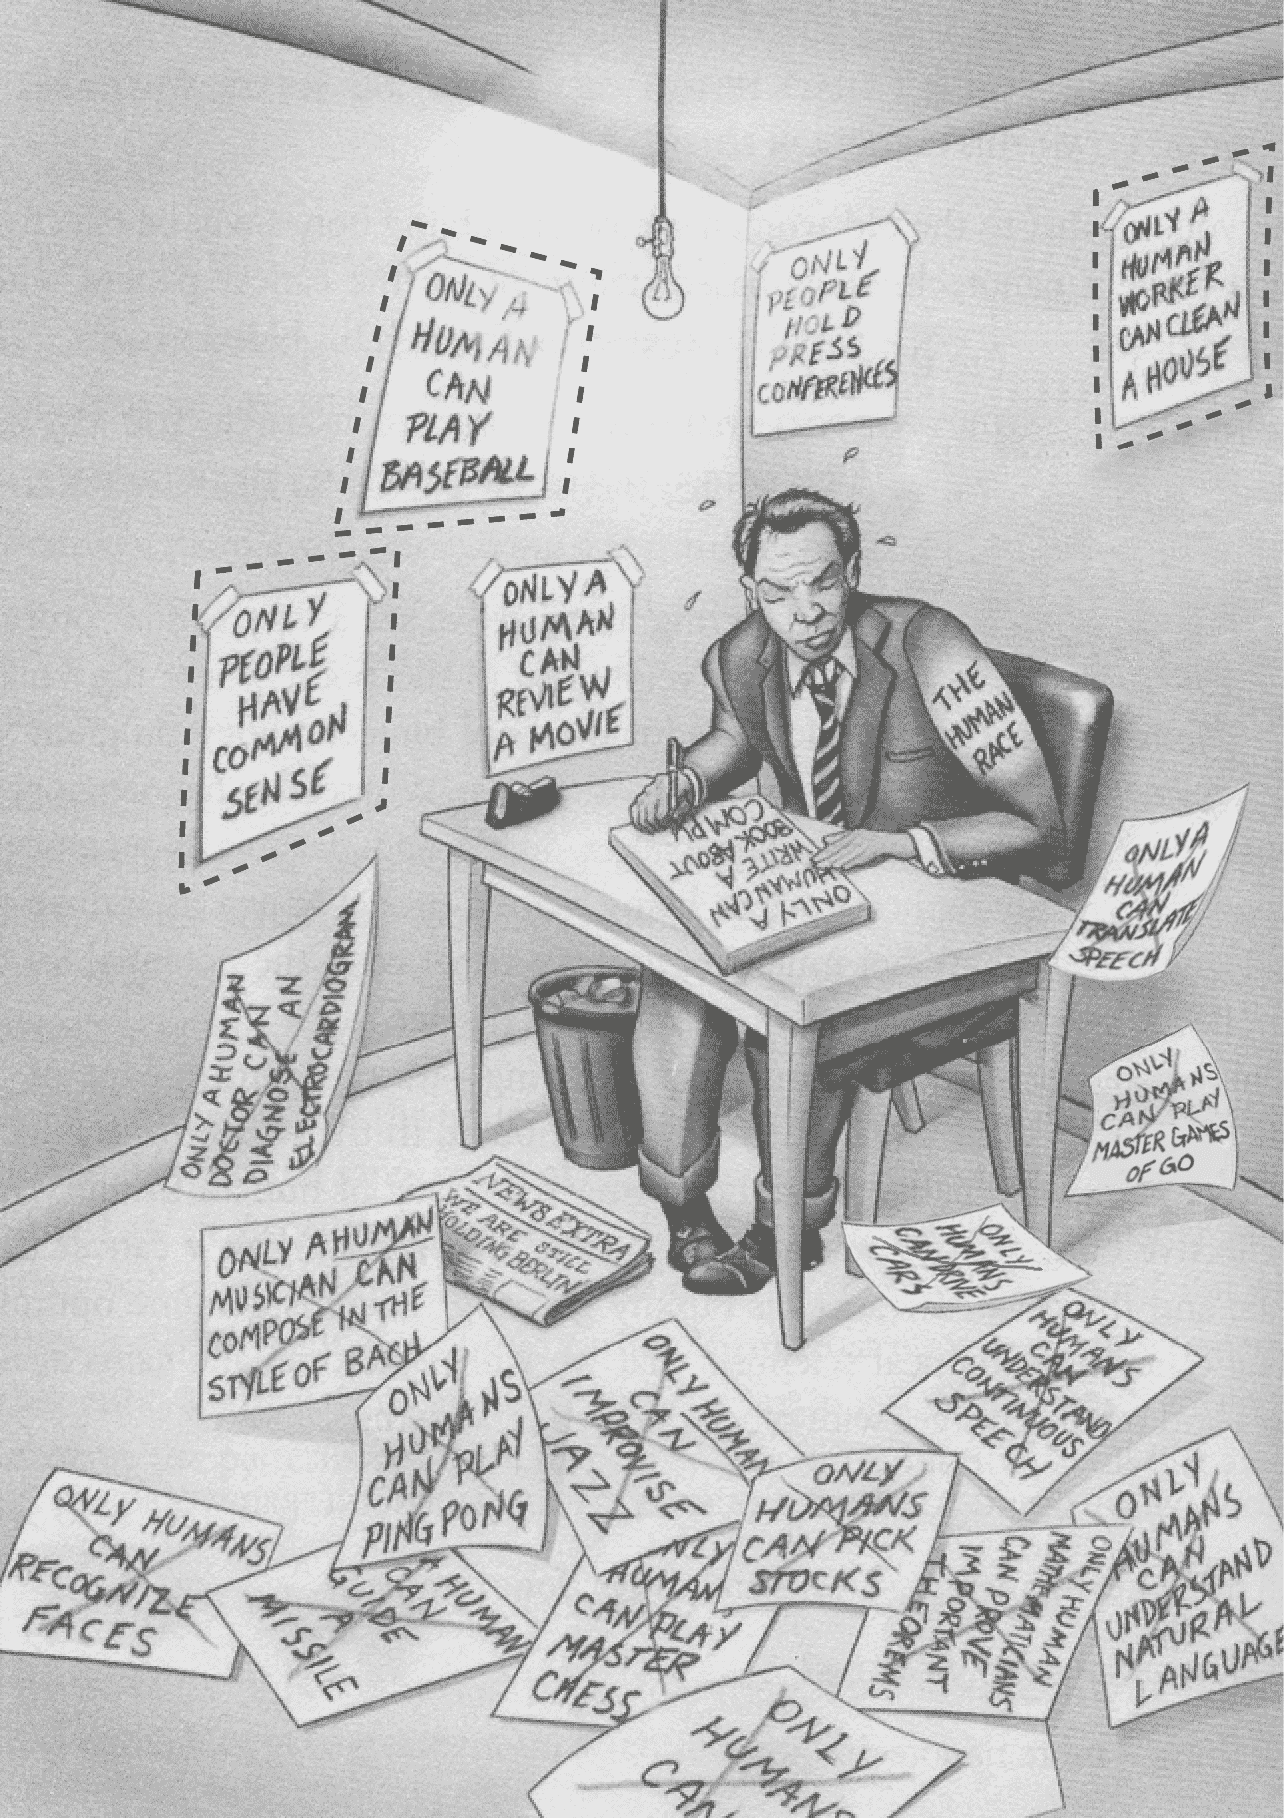 ONLY A
HUMAN
CAN
PLAY
BASEBALL
ONLY
PEOPLE
HOLD
PRESS
CONFERENCES
ONLY A
HUMAN
WORKER
CAN CLEAN
A HOUSE
ONLY
PEOPLE
HAVE
COMMON
SENSE
ONLY A
HUMAN
CAN
REVIEW
A MOVIE
THE
HUMAN
RACE
ONLY A
HUMAN CAN
WRITE A
BOOK ABOUT
COMPU
ONLY A
HUMAN
CAN
TRANSLATE
SPEECH
ONLY A HUMAN
DOCTOR CAN
DIAGNOSE AN
ELECTROCARDIOGRAM
ONLY
HUMANS
CAN PLAY
MASTER GAMES
OF GO
NEWS EXTRA
WE ARE STILL
HOLDING BERLIN
ONLY
HUMANS
CAN DRIVE
CARS
ONLY A HUMAN
MUSICIAN CAN
COMPOSE IN THE
STYLE OF BACH
ONLY
HUMANS
CAN
UNDERSTAND
CONTINUOUS
SPEECH
ONLY
HUMANS
CAN PLAY
PING PONG
ONLY HUMAN
CAN
IMPROVISE
JAZZ
ONLY
HUMANS
CAN PICK
STOCKS
ONLY
HUMANS
CAN
UNDERSTAND
NATURAL
LANGUAGE
ONLY HUMANS
CAN
RECOGNIZE
FACES
A HUMAN
CAN
GUIDE
A
MISSILE
ONLY
HUMANS
CAN PLAY
MASTER
CHESS
ONLY HUMAN
MATHEMATICIANS
CAN PROVE
IMPORTANT
THEOREMS
ONLY
HUMANS
CAN